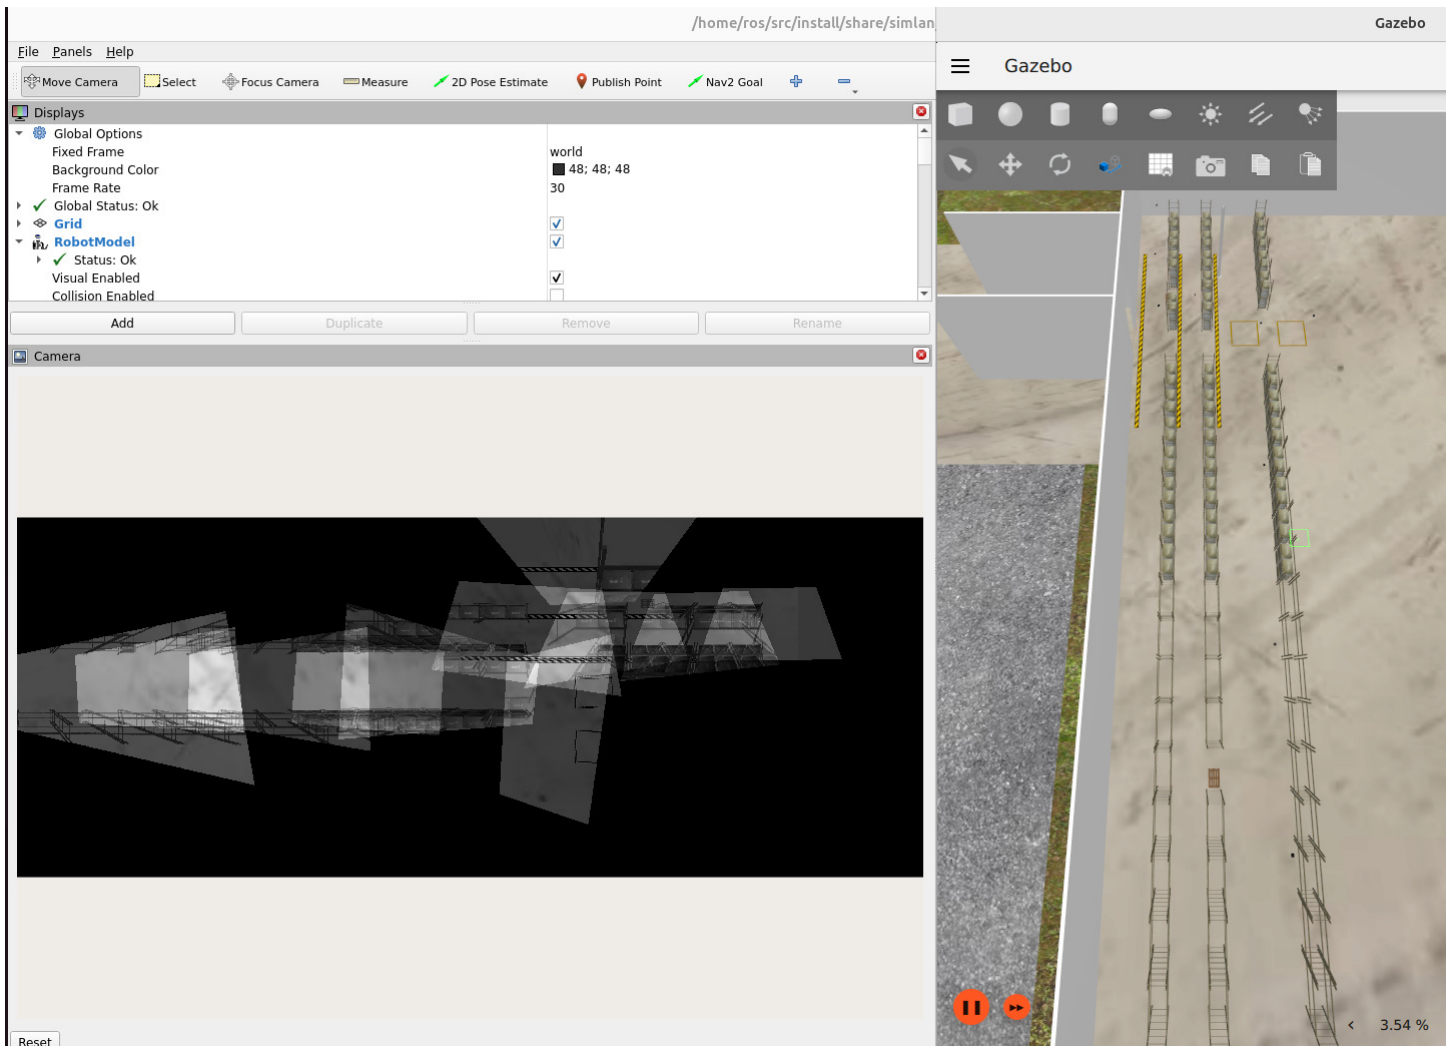 /home/ros/src/install/share/simlan
Gazebo
File Panels Help
Gazebo
Move Camera Select Focus Camera Measure 2D Pose Estimate Publish Point Nav2 Goal
Displays
Global Options
Fixed Frame world
Background Color 48; 48; 48
Frame Rate 30
Global Status: Ok
Grid
RobotModel
Status: Ok
Visual Enabled
Collision Enabled
Add Duplicate Remove Rename
Camera
3.54 %
Reset